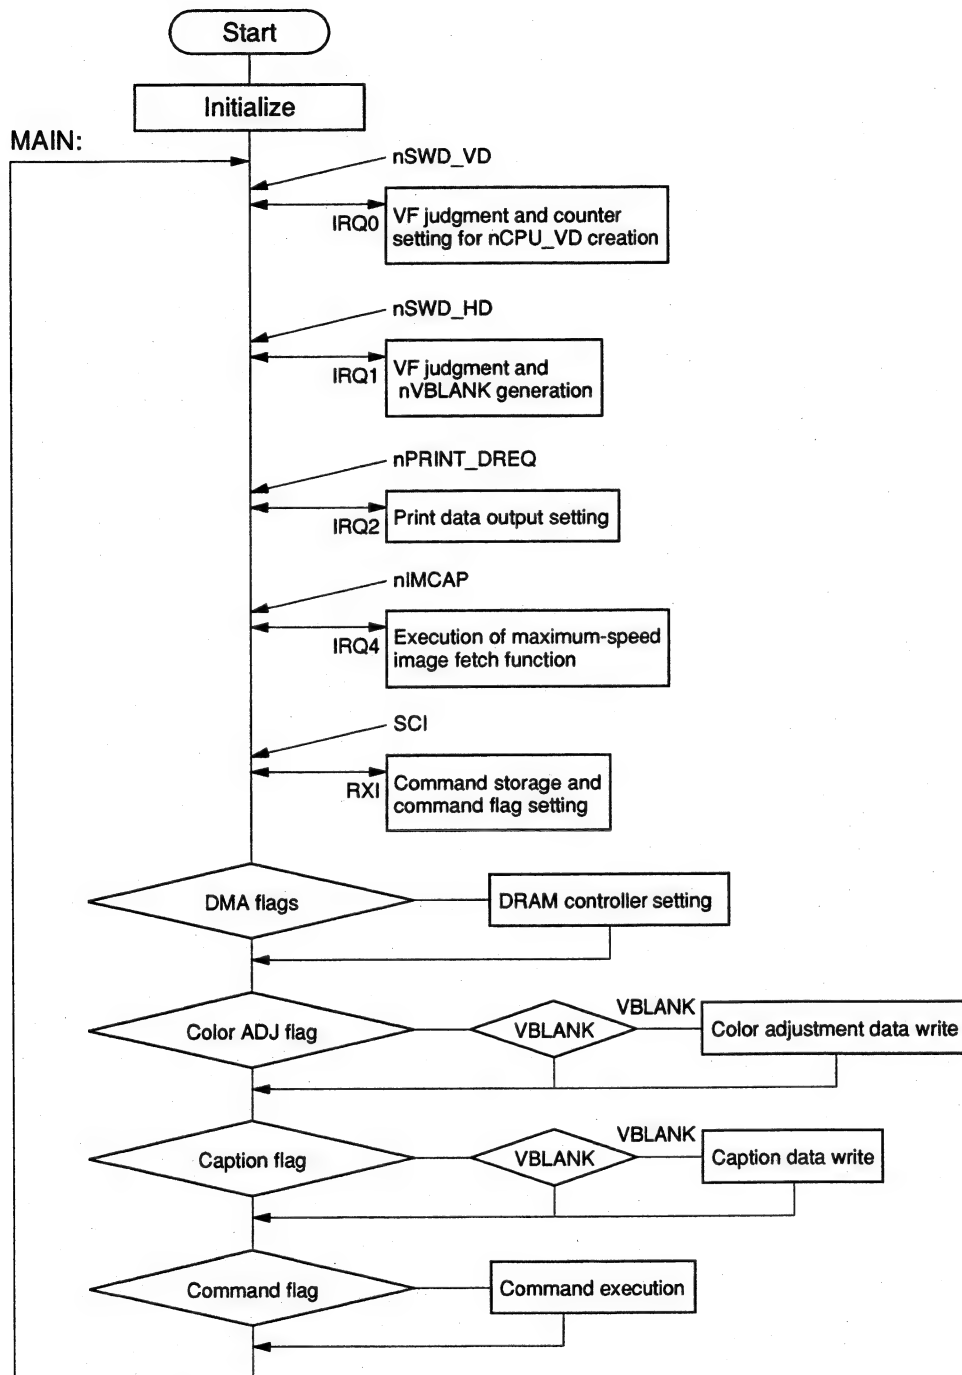 Start
Initialize
MAIN:
nSWD_VD
IRQ0
VF judgment and counter
setting for nCPU_VD creation
nSWD_HD
IRQ1
VF judgment and
nVBLANK generation
nPRINT_DREQ
IRQ2
Print data output setting
nIMCAP
IRQ4
Execution of maximum-speed
image fetch function
SCI
RXI
Command storage and
command flag setting
DMA flags
DRAM controller setting
Color ADJ flag
VBLANK
VBLANK
Color adjustment data write
Caption flag
VBLANK
VBLANK
Caption data write
Command flag
Command execution